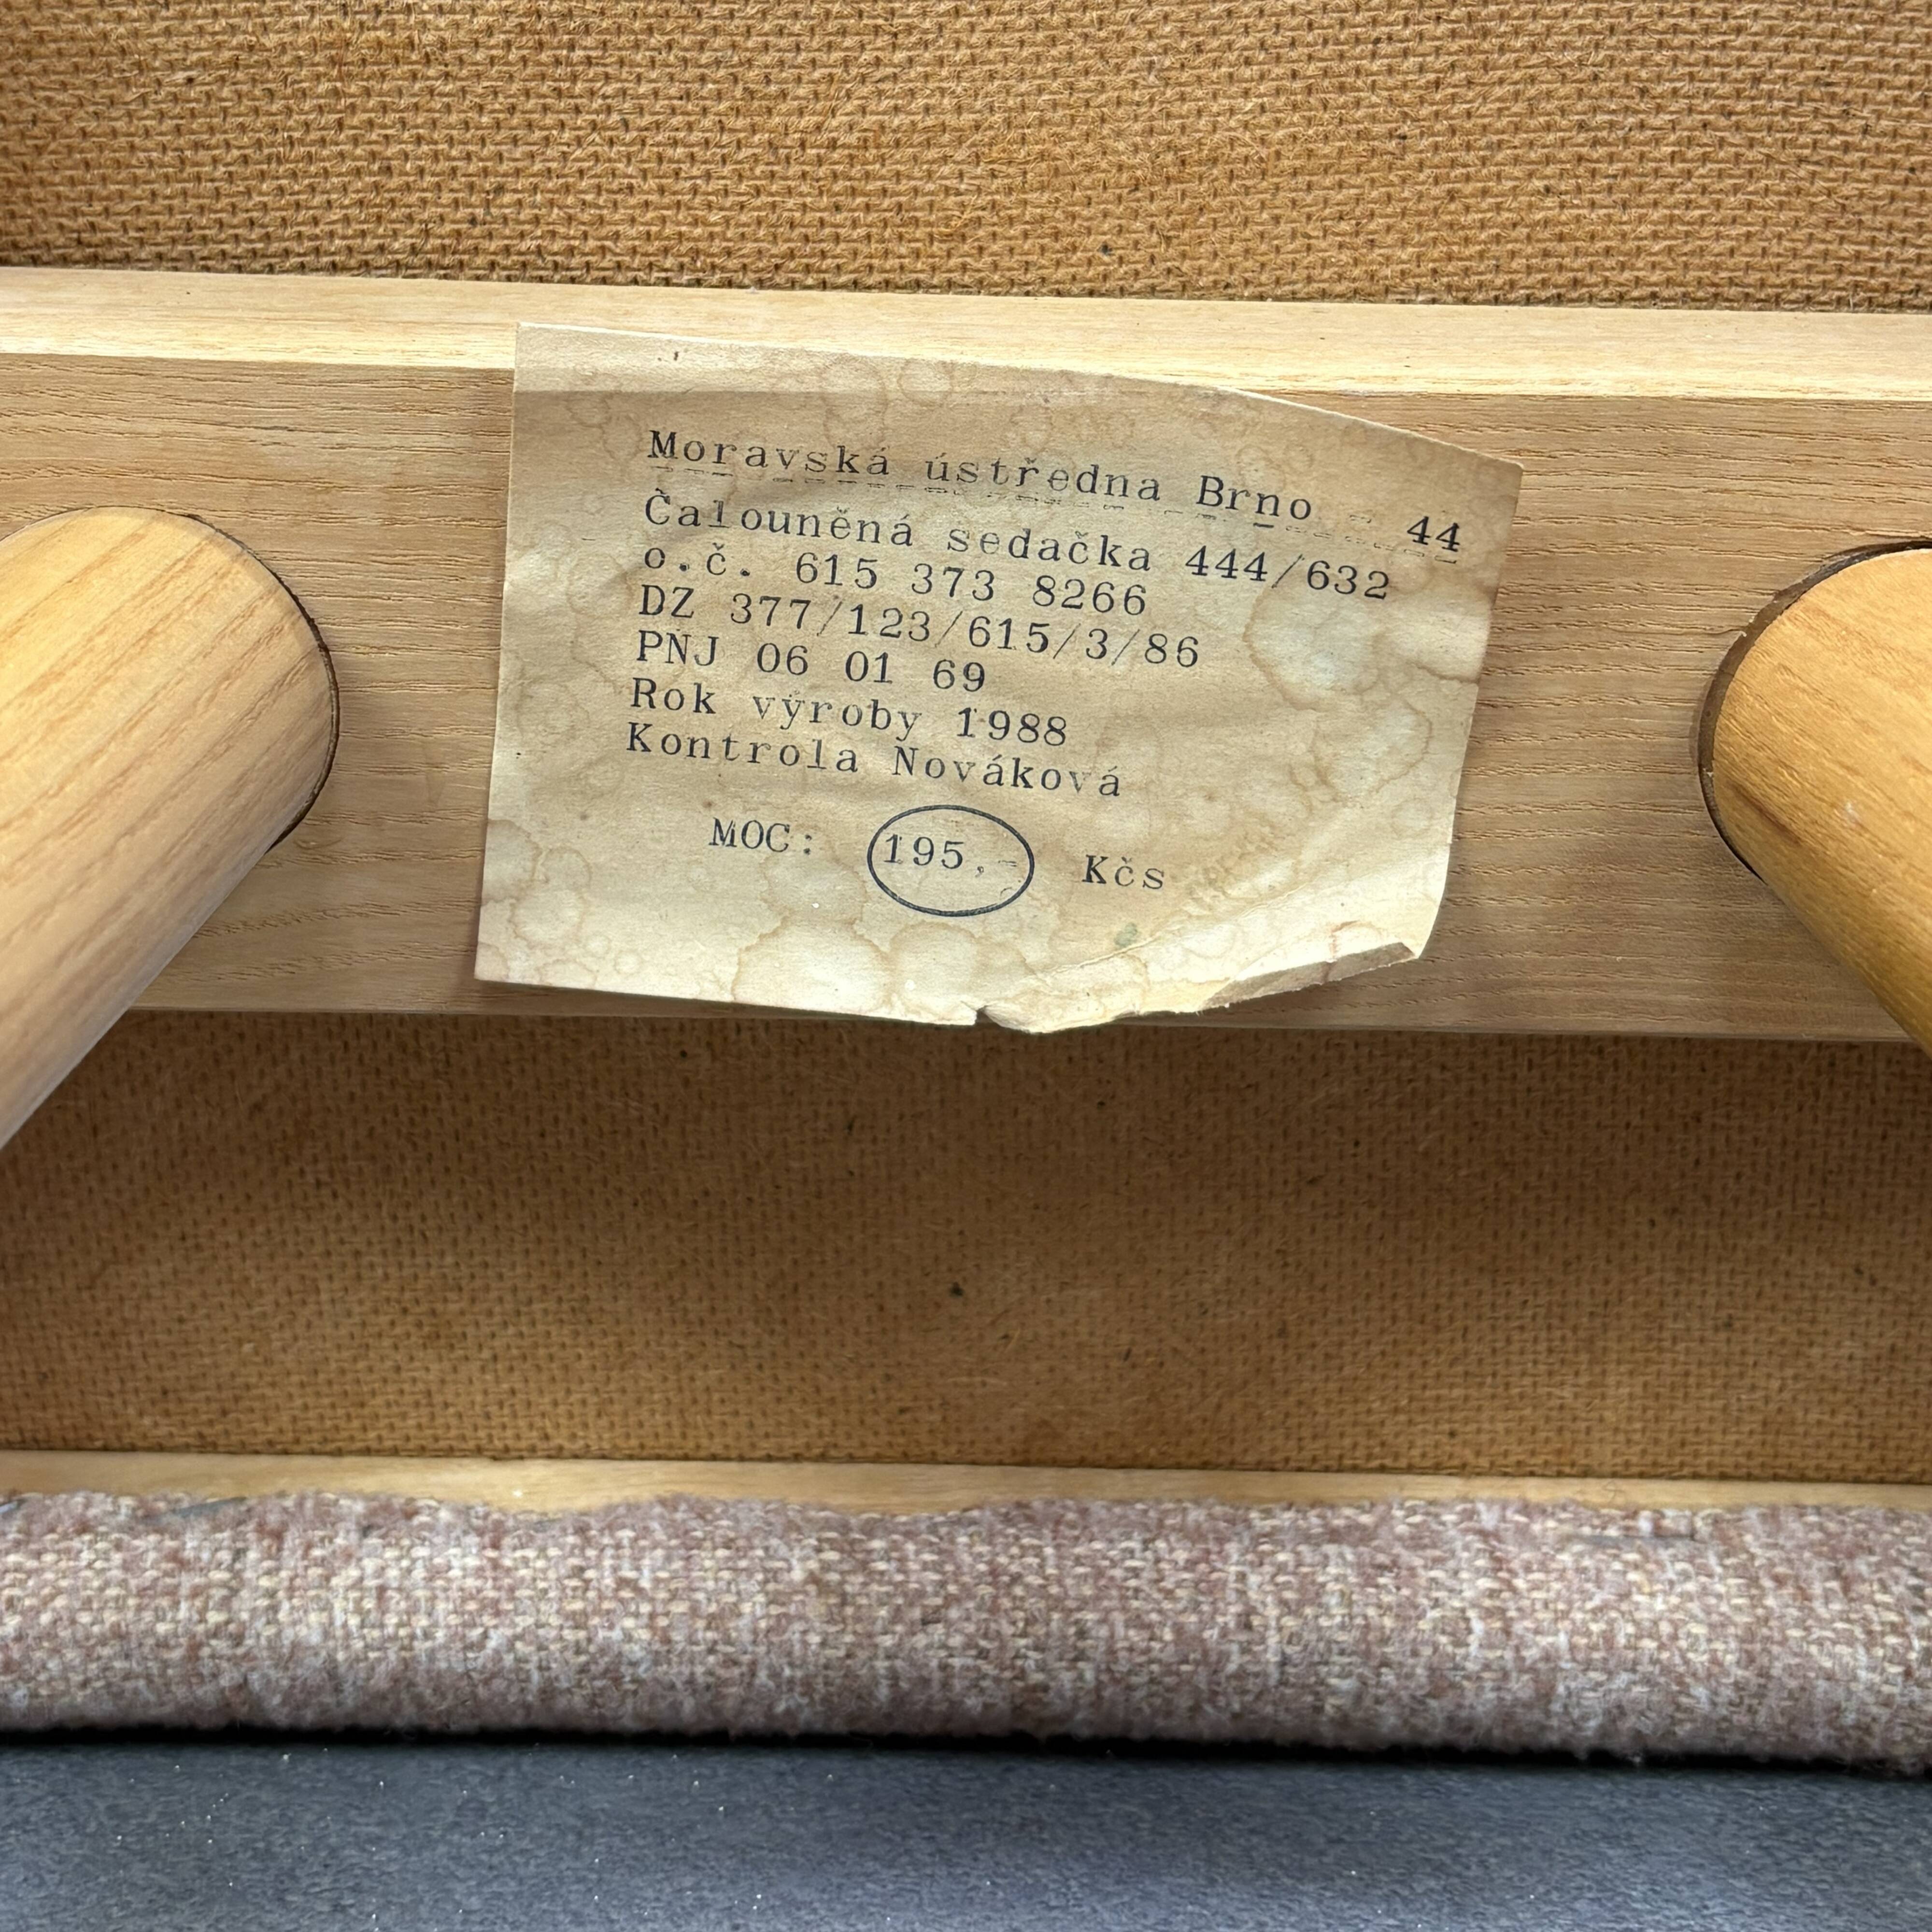 Moravská ústředna Brno - 44
Čalouněná sedačka 444/632
o.č. 615 373 8266
DZ 377/123/615/3/86
PNJ 06 01 69
Rok výroby 1988
Kontrola Nováková
MOC: 195,- Kčs